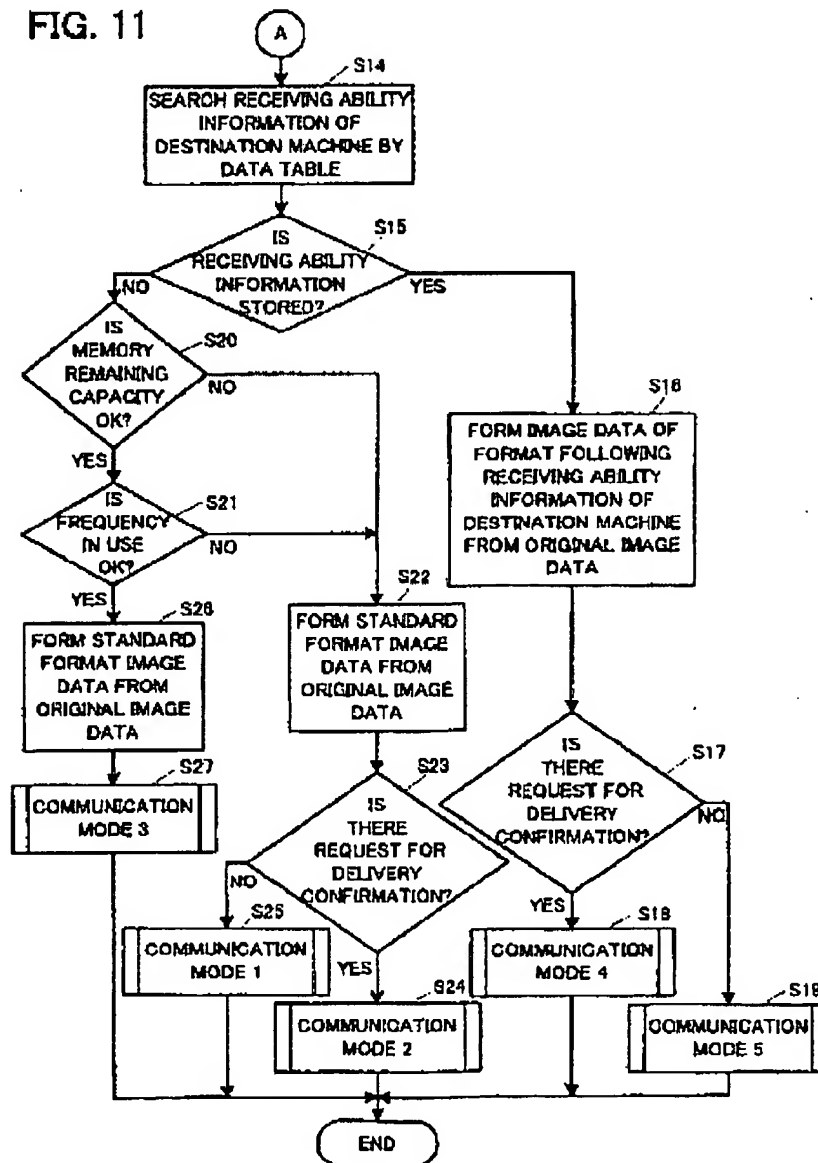 FIG. 11
A
S14
SEARCH RECEIVING ABILITY
INFORMATION OF
DESTINATION MACHINE BY
DATA TABLE
S15
IS
RECEIVING ABILITY
INFORMATION
STORED?
NO
YES
S20
IS
MEMORY
REMAINING
CAPACITY
OK?
NO
YES
S16
FORM IMAGE DATA OF
FORMAT FOLLOWING
RECEIVING ABILITY
INFORMATION OF
DESTINATION MACHINE
FROM ORIGINAL IMAGE
DATA
S21
IS
FREQUENCY
IN USE
OK?
NO
YES
S26
FORM STANDARD
FORMAT IMAGE
DATA FROM
ORIGINAL IMAGE
DATA
S22
FORM STANDARD
FORMAT IMAGE
DATA FROM
ORIGINAL IMAGE
DATA
S27
COMMUNICATION
MODE 3
S23
IS
THERE
REQUEST FOR
DELIVERY
CONFIRMATION?
NO
YES
S17
IS
THERE
REQUEST FOR
DELIVERY
CONFIRMATION?
NO
YES
S25
COMMUNICATION
MODE 1
S24
COMMUNICATION
MODE 2
S18
COMMUNICATION
MODE 4
S19
COMMUNICATION
MODE 5
END